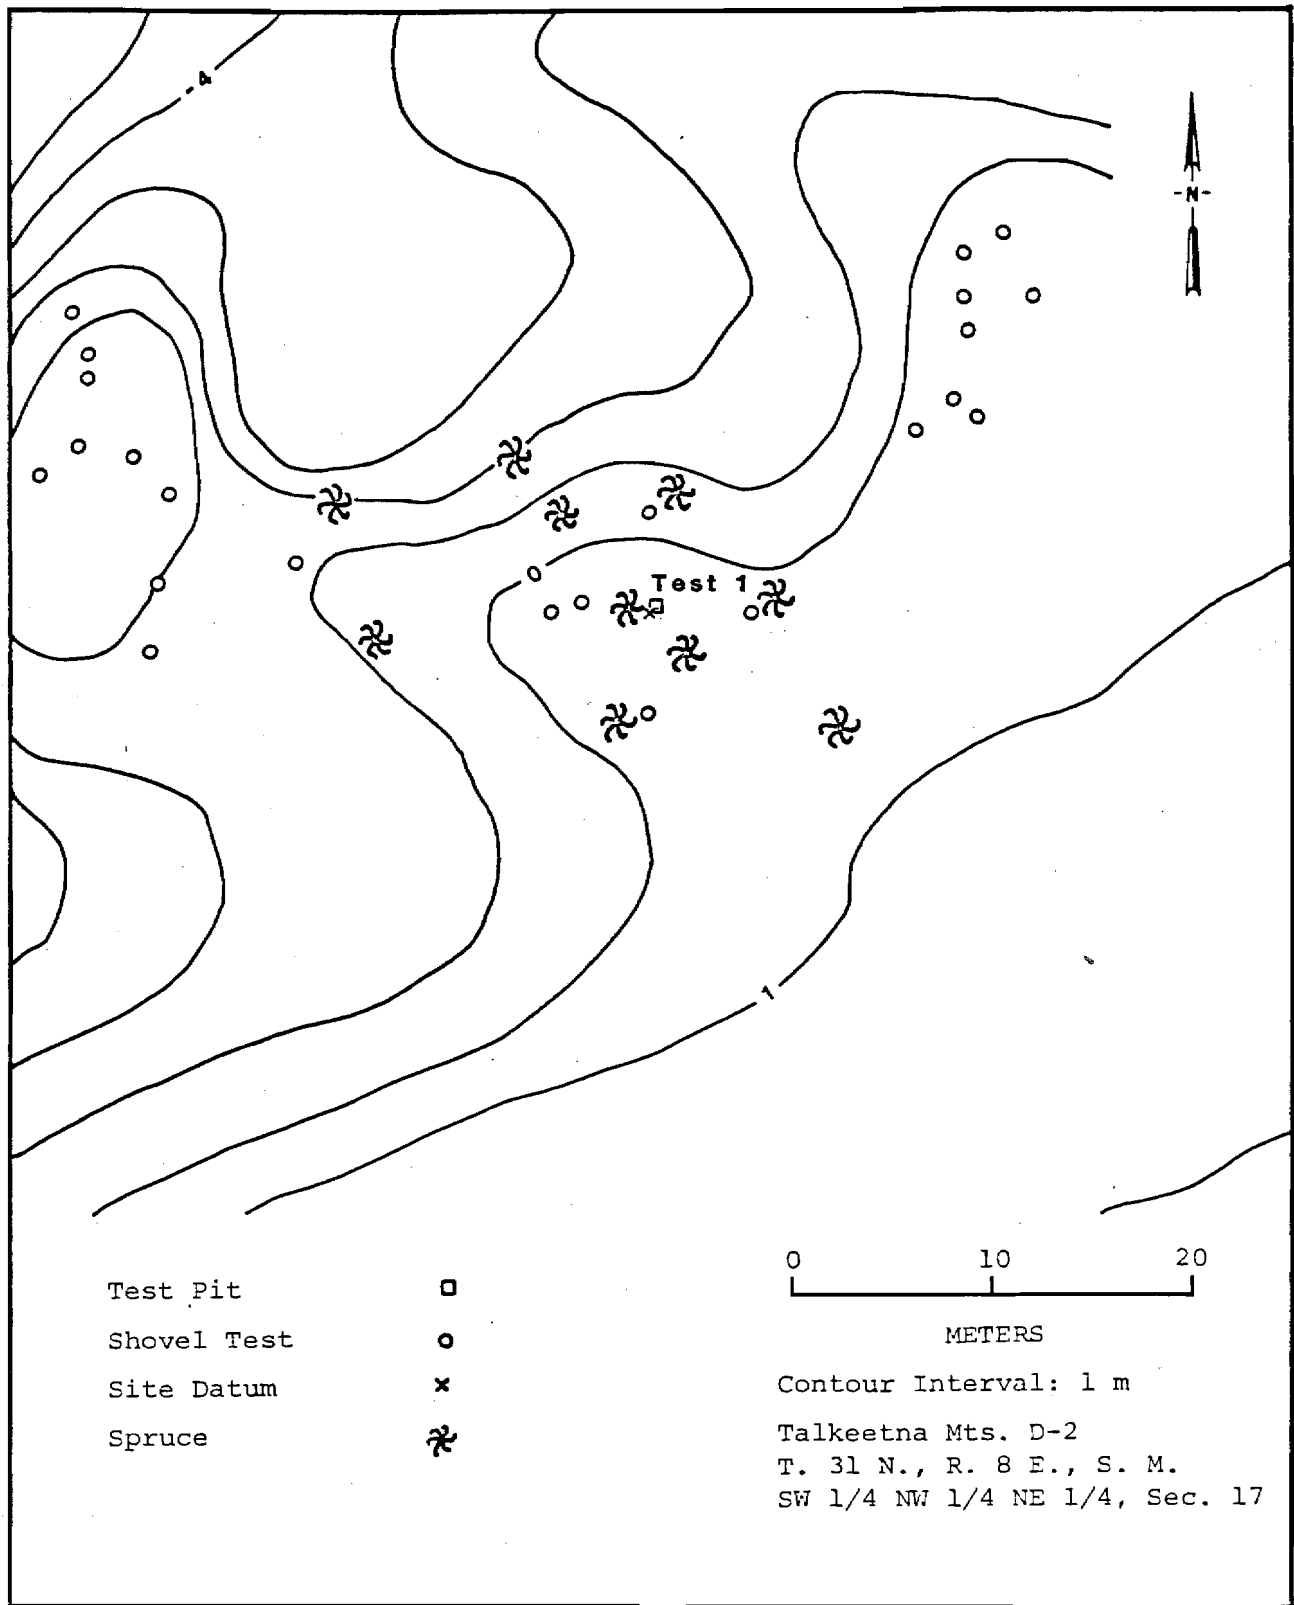 -4
-N-
0
Test 1
1
0 10 20
METERS
Test Pit
Shovel Test
Site Datum
Spruce
Contour Interval: 1 m
Talkeetna Mts. D-2
T. 31 N., R. 8 E., S. M.
SW 1/4 NW 1/4 NE 1/4, Sec. 17